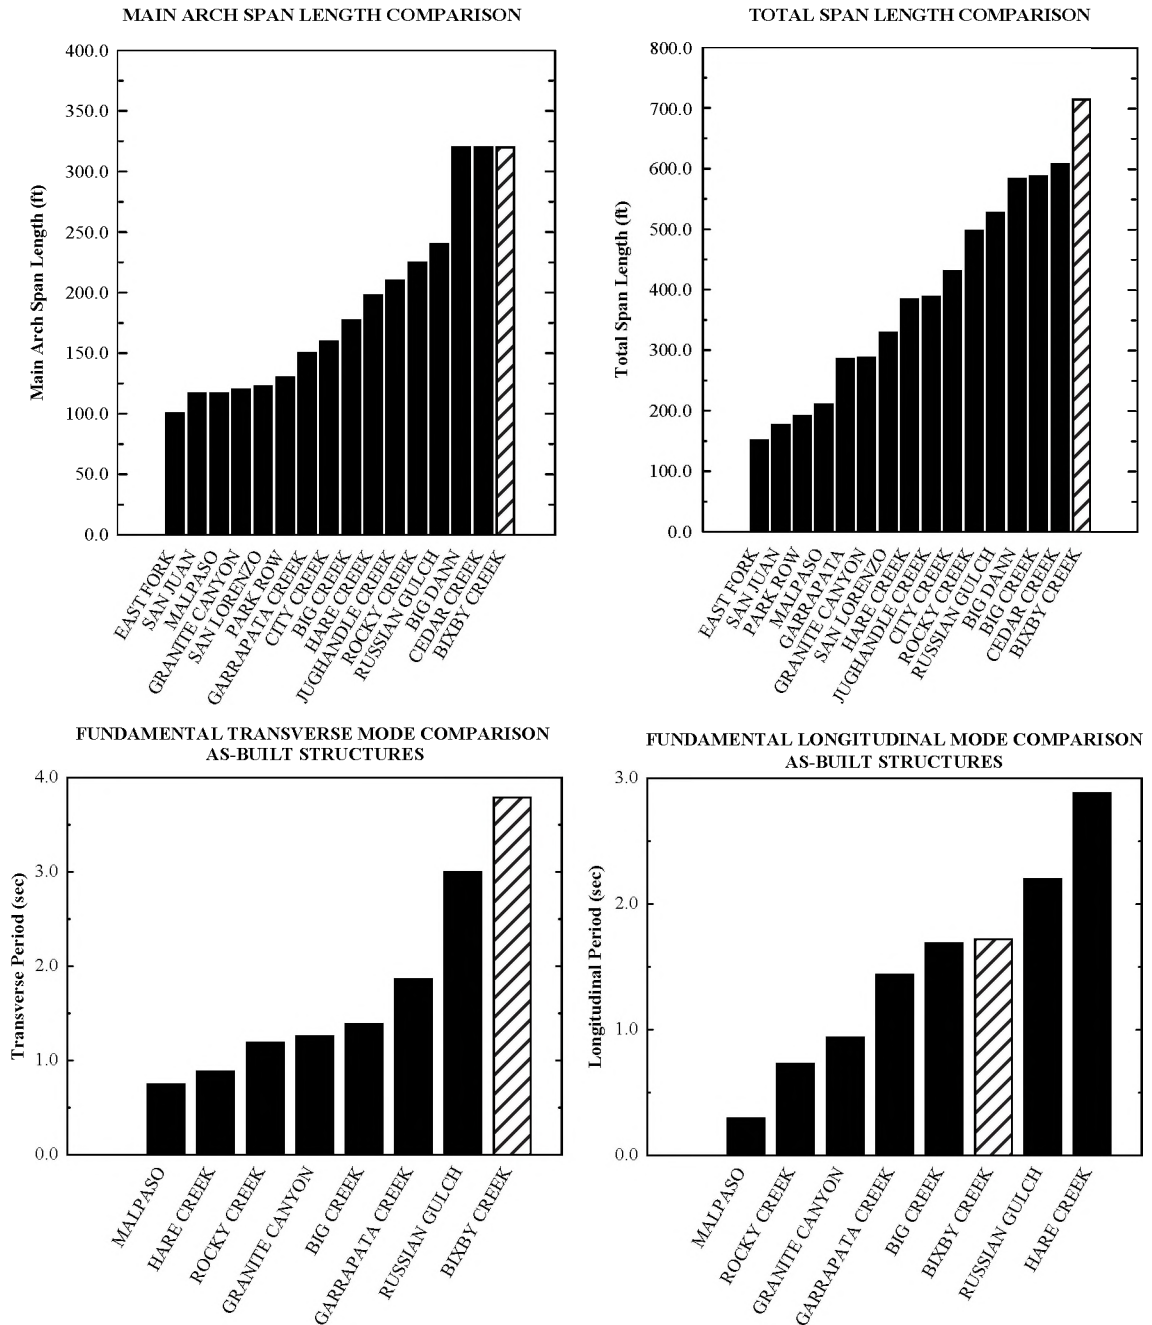 MAIN ARCH SPAN LENGTH COMPARISON
Main Arch Span Length (ft)
400.0
350.0
300.0
250.0
200.0
150.0
100.0
50.0
0.0
EAST FORK
SAN JUAN
MALPASO
GRANITE CANYON
SAN LORENZO
PARK ROW
GARRAPATA CREEK
CITY CREEK
BIG CREEK
HARE CREEK
JUGHANDLE CREEK
ROCKY CREEK
RUSSIAN GULCH
BIG DANN
CEDAR CREEK
BIXBY CREEK
TOTAL SPAN LENGTH COMPARISON
Total Span Length (ft)
800.0
700.0
600.0
500.0
400.0
300.0
200.0
100.0
0.0
EAST FORK
SAN JUAN
PARK ROW
MALPASO
GARRAPATA
GRANITE CANYON
SAN LORENZO
HARE CREEK
JUGHANDLE CREEK
CITY CREEK
ROCKY CREEK
RUSSIAN GULCH
BIG DANN
BIG CREEK
CEDAR CREEK
BIXBY CREEK
FUNDAMENTAL TRANSVERSE MODE COMPARISON
AS-BUILT STRUCTURES
Transverse Period (sec)
4.0
3.0
2.0
1.0
0.0
MALPASO
HARE CREEK
ROCKY CREEK
GRANITE CANYON
BIG CREEK
GARRAPATA CREEK
RUSSIAN GULCH
BIXBY CREEK
FUNDAMENTAL LONGITUDINAL MODE COMPARISON
AS-BUILT STRUCTURES
Longitudinal Period (sec)
3.0
2.0
1.0
0.0
MALPASO
ROCKY CREEK
GRANITE CANYON
GARRAPATA CREEK
BIG CREEK
BIXBY CREEK
RUSSIAN GULCH
HARE CREEK